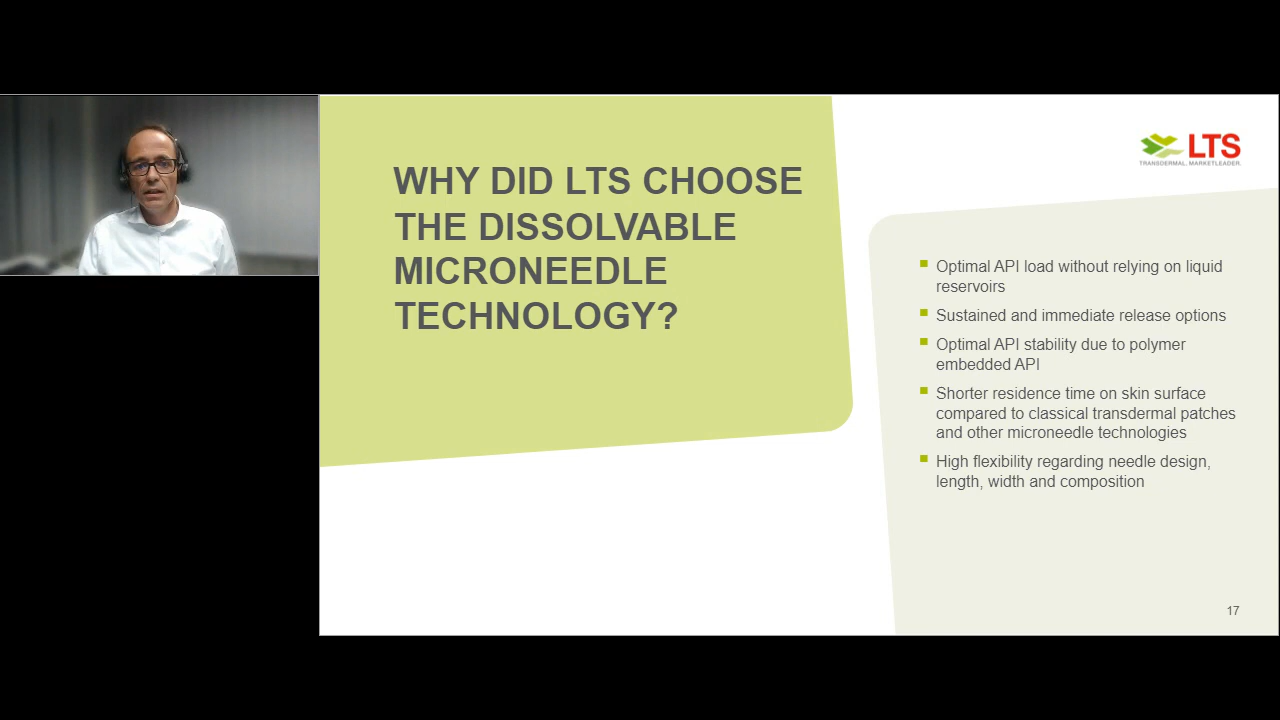 WHY DID LTS CHOOSE
THE DISSOLVABLE
MICRONEEDLE
TECHNOLOGY?
LTS
TRANSDERMAL. MARKETLEADER.
Optimal API load without relying on liquid
reservoirs
Sustained and immediate release options
Optimal API stability due to polymer
embedded API
Shorter residence time on skin surface
compared to classical transdermal patches
and other microneedle technologies
High flexibility regarding needle design,
length, width and composition
17